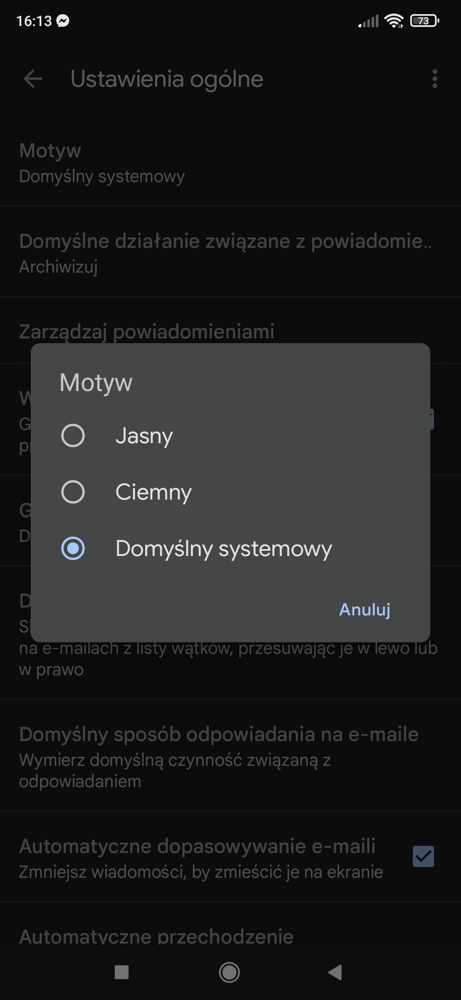 16:13
73
Ustawienia ogólne
Motyw
Domyślny systemowy
Domyślne działanie związane z powiadomie..
Archiwizuj
Zarządzaj powiadomieniami
Motyw
Jasny
Ciemny
Domyślny systemowy
Anuluj
na e-mailach z listy wątków, przesuwając je w lewo lub
w prawo
Domyślny sposób odpowiadania na e-maile
Wymierz domyślną czynność związaną z
odpowiadaniem
Automatyczne dopasowywanie e-maili
Zmniejsz wiadomości, by zmieścić je na ekranie
Automatyczne przechodzenie